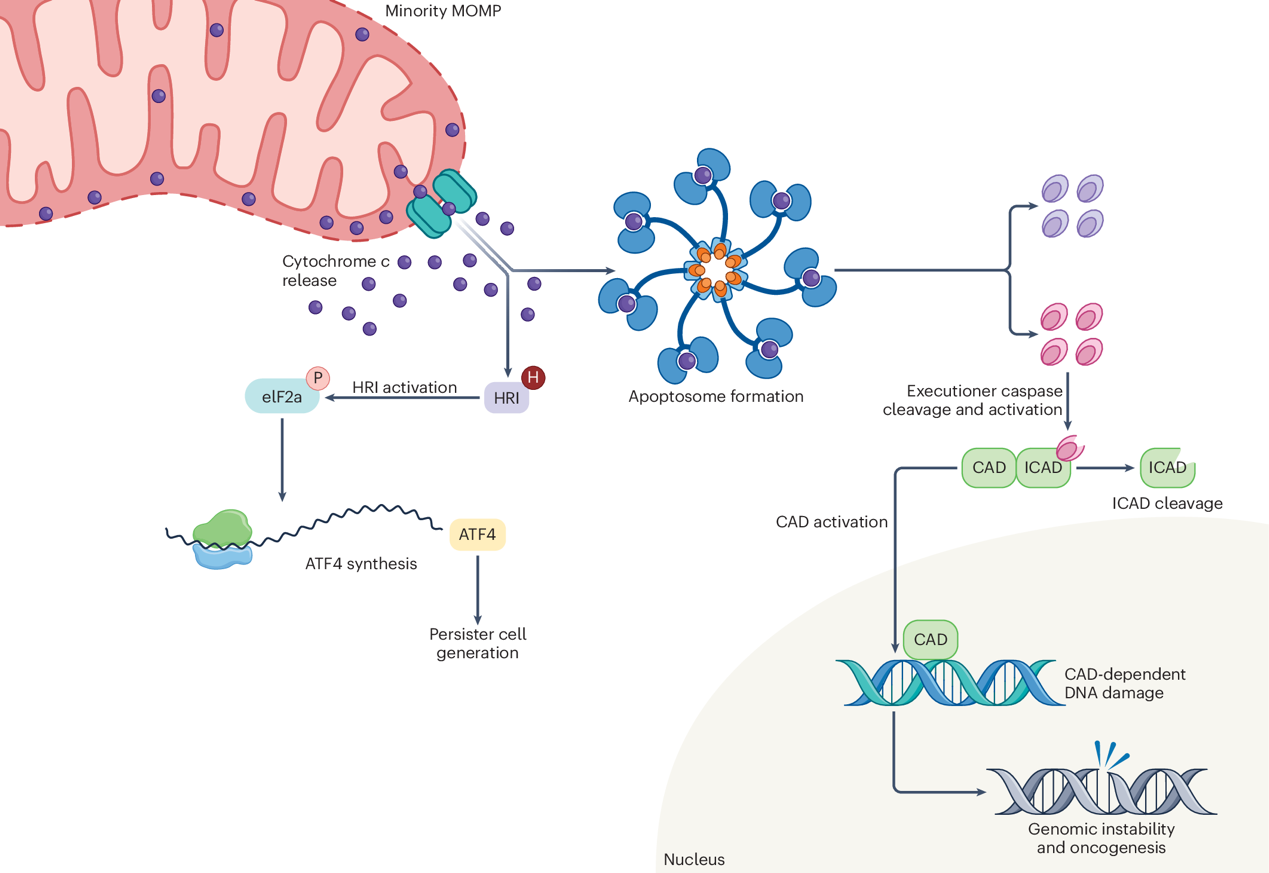 Minority MOMP
Cytochrome c
release
Apoptosome formation
P
eIF2a
HRI activation
H
HRI
ATF4 synthesis
ATF4
Persister cell
generation
Executioner caspase
cleavage and activation
CAD
ICAD
ICAD
ICAD cleavage
CAD activation
CAD
CAD-dependent
DNA damage
Genomic instability
and oncogenesis
Nucleus